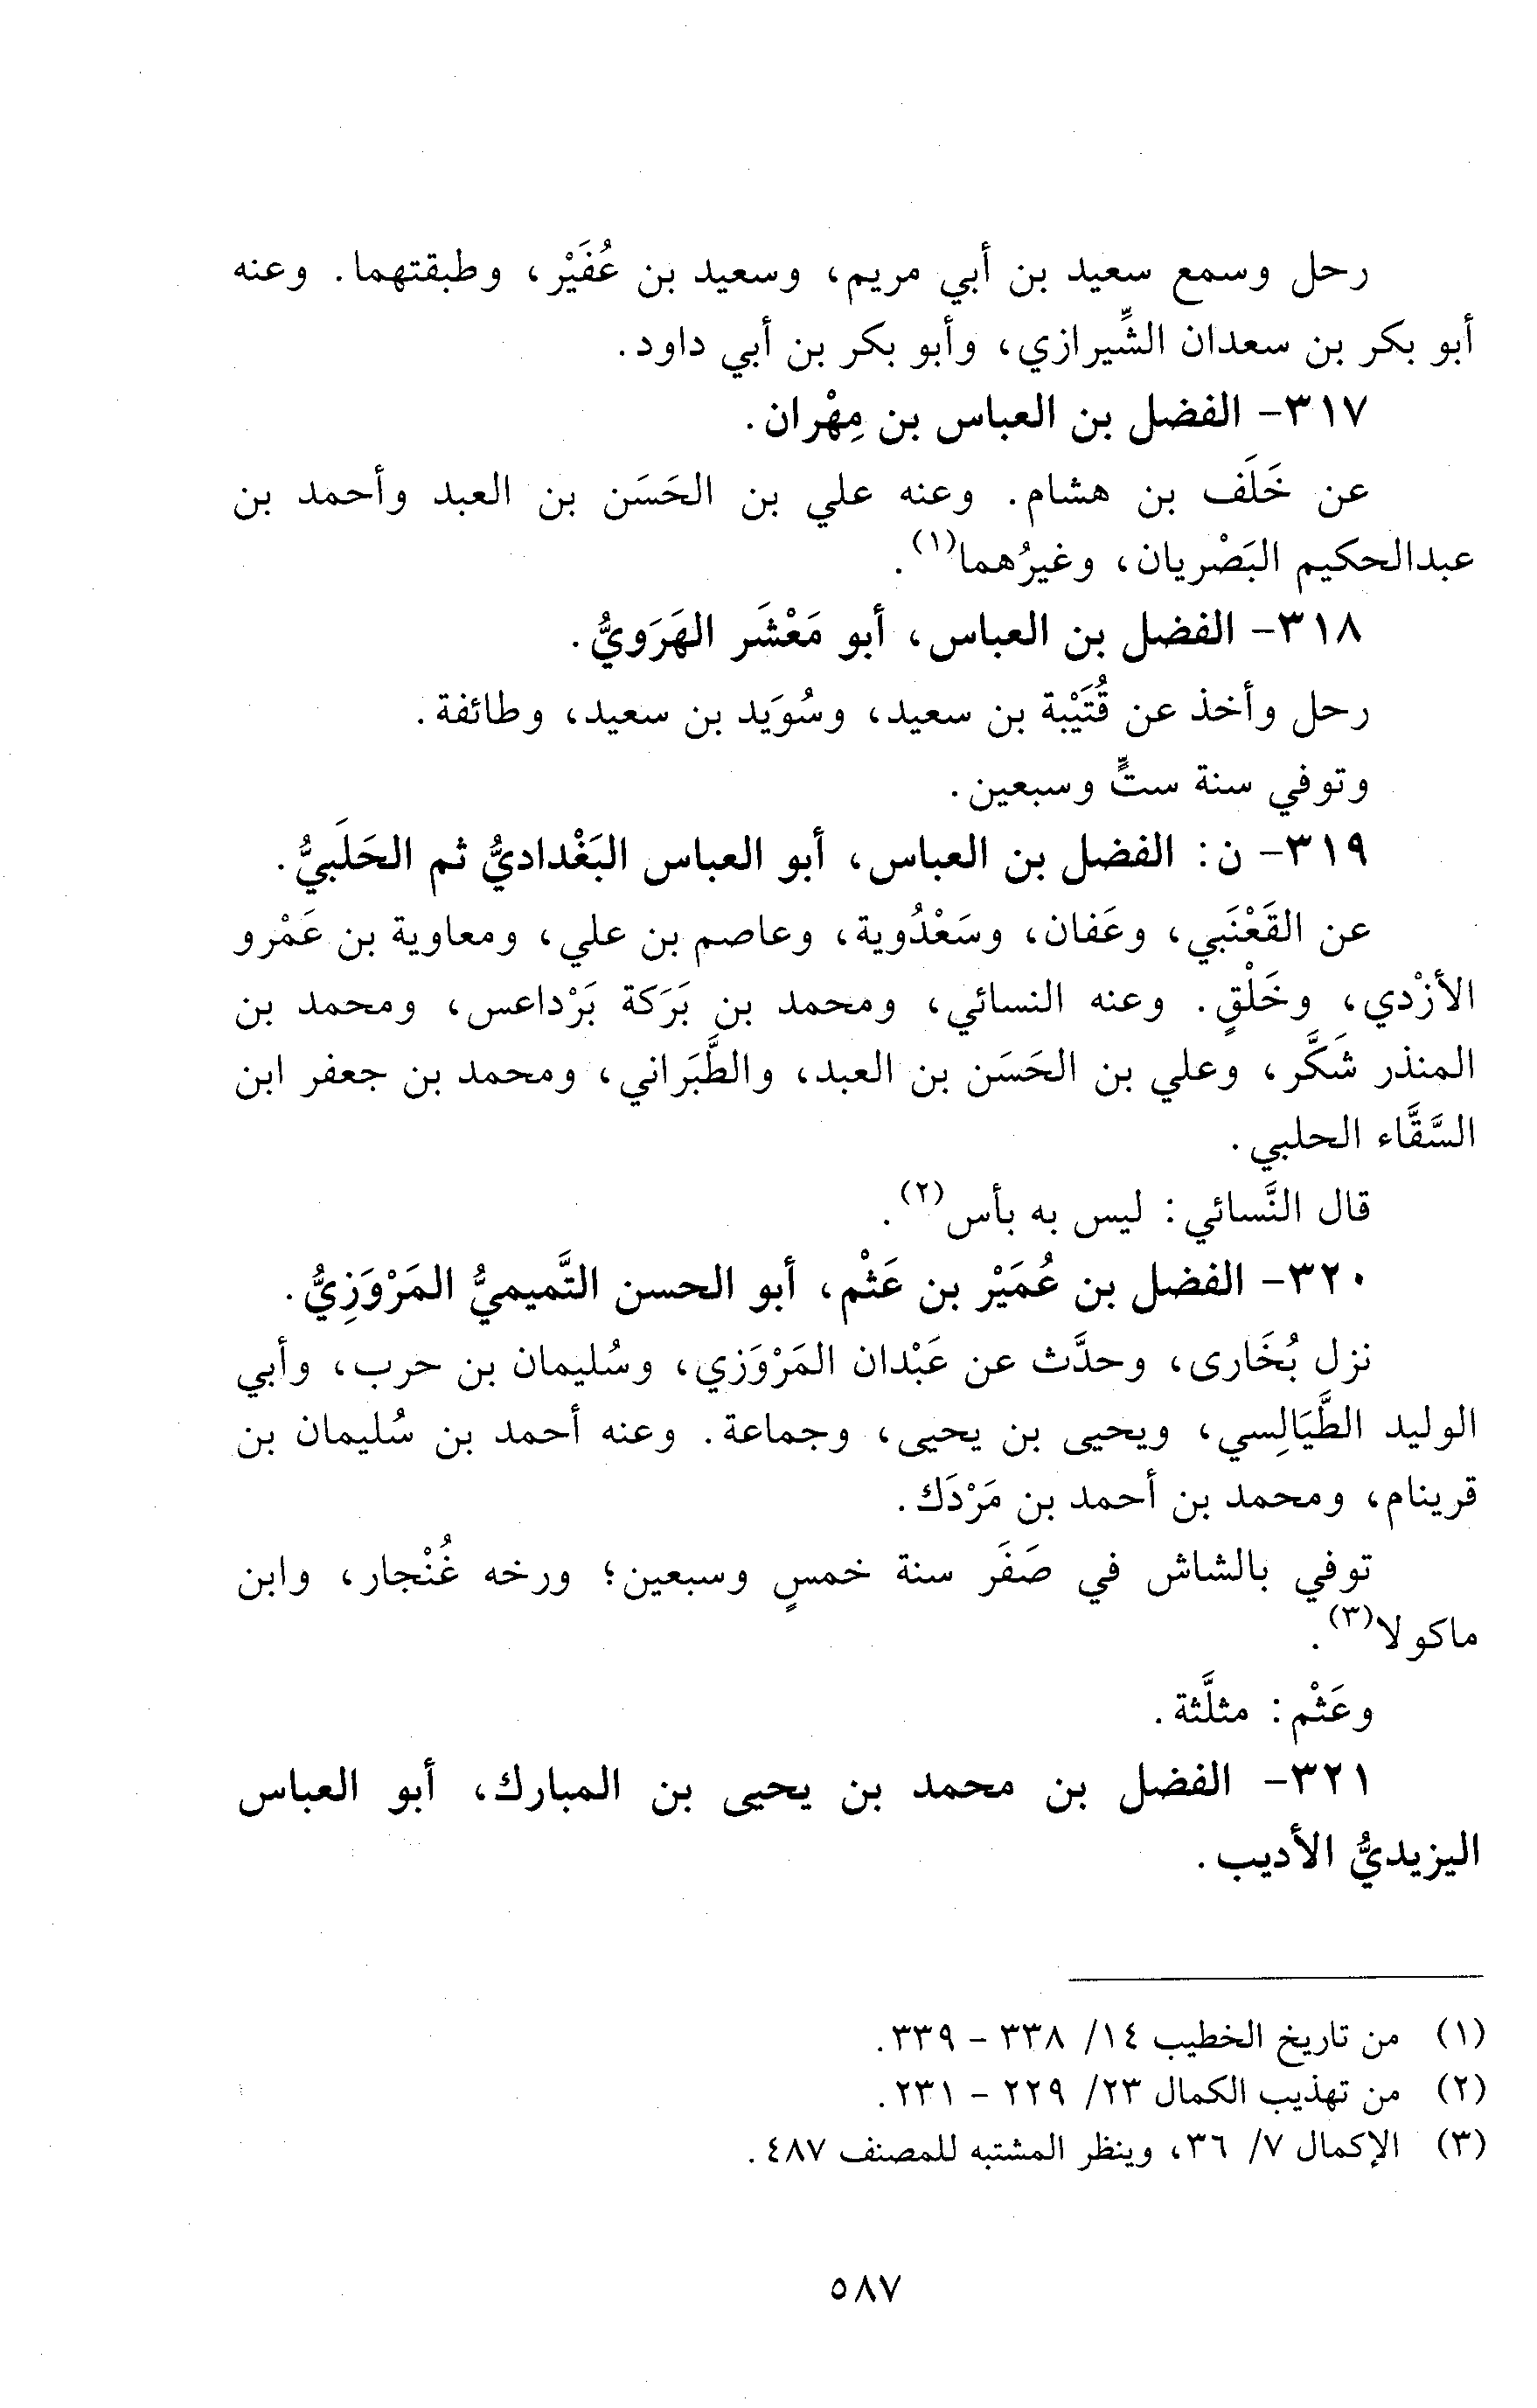 رحل وسمع سعيد بن أبي مريم، وسعيد بن عُفَيْر، وطبقتهما. وعنه
أبو بكر بن سعدان الشِّيرازي، وأبو بكر بن أبي داود.
٣١٧- الفضل بن العباس بن مِهْران.
عن خَلَف بن هشام. وعنه علي بن الحَسَن بن العبد وأحمد بن
عبدالحكيم البَصْريان، وغيرُهما(١).
٣١٨- الفضل بن العباس، أبو مَعْشَر الهَرَويُّ.
رحل وأخذ عن قُتَيْبة بن سعيد، وسُوَيد بن سعيد، وطائفة.
وتوفي سنة ستٍّ وسبعين.
٣١٩- ن: الفضل بن العباس، أبو العباس البَغْداديُّ ثم الحَلَبيُّ.
عن القَعْنَبي، وعَفان، وسَعْدُوية، وعاصم بن علي، ومعاوية بن عَمْرو
الأزْدي، وخَلْقٍ. وعنه النسائي، ومحمد بن بَرَكة بَرْداعس، ومحمد بن
المنذر شَكَّر، وعلي بن الحَسَن بن العبد، والطَّبَراني، ومحمد بن جعفر ابن
السَّقَّاء الحلبي.
قال النَّسائي: ليس به بأس(٢).
٣٢٠- الفضل بن عُمَيْر بن عَثْم، أبو الحسن التَّميميُّ المَرْوَزِيُّ.
نزل بُخَارى، وحدَّث عن عَبْدان المَرْوَزي، وسُليمان بن حرب، وأبي
الوليد الطَّيَالِسي، ويحيى بن يحيى، وجماعة. وعنه أحمد بن سُليمان بن
قرينام، ومحمد بن أحمد بن مَرْدَك.
توفي بالشاش في صَفَر سنة خمسٍ وسبعين؛ ورخه غُنْجار، وابن
ماكولا(٣).
وعَثْم: مثلَّثة.
٣٢١- الفضل بن محمد بن يحيى بن المبارك، أبو العباس
اليزيديُّ الأديب.
(١) من تاريخ الخطيب ١٤/ ٣٣٨ - ٣٣٩.
(٢) من تهذيب الكمال ٢٣/ ٢٢٩ - ٢٣١.
(٣) الإكمال ٧/ ٣٦، وينظر المشتبه للمصنف ٤٨٧.
٥٨٧